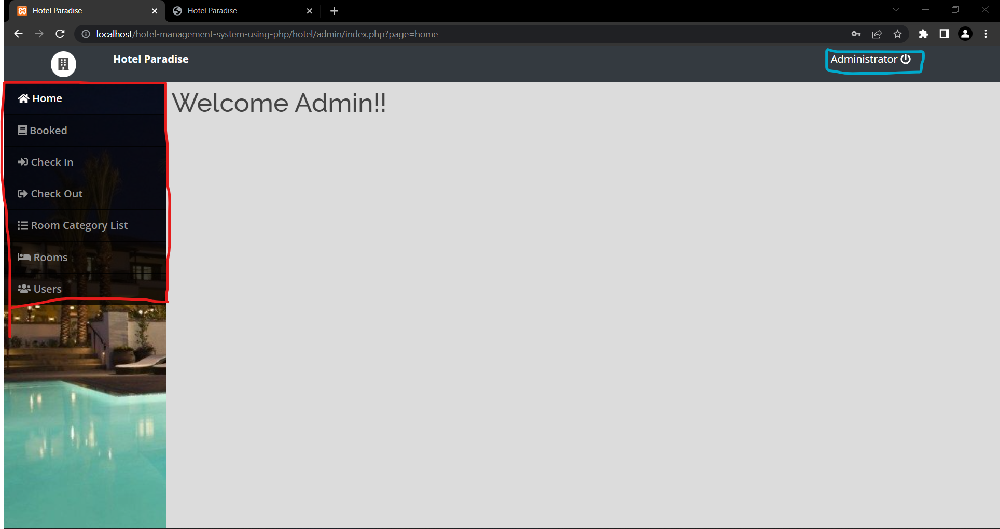 Hotel Paradise
Hotel Paradise
localhost/hotel-management-system-using-php/hotel/admin/index.php?page=home
Hotel Paradise
Administrator
Home
Welcome Admin!!
Booked
Check In
Check Out
Room Category List
Rooms
Users